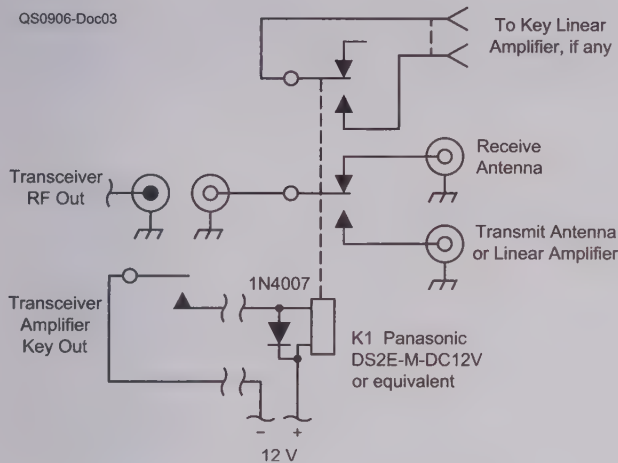 QS0906-Doc03
To Key Linear
Amplifier, if any
Receive
Antenna
Transceiver
RF Out
Transmit Antenna
or Linear Amplifier
1N4007
Transceiver
Amplifier
Key Out
K1 Panasonic
DS2E-M-DC12V
or equivalent
- +
12 V